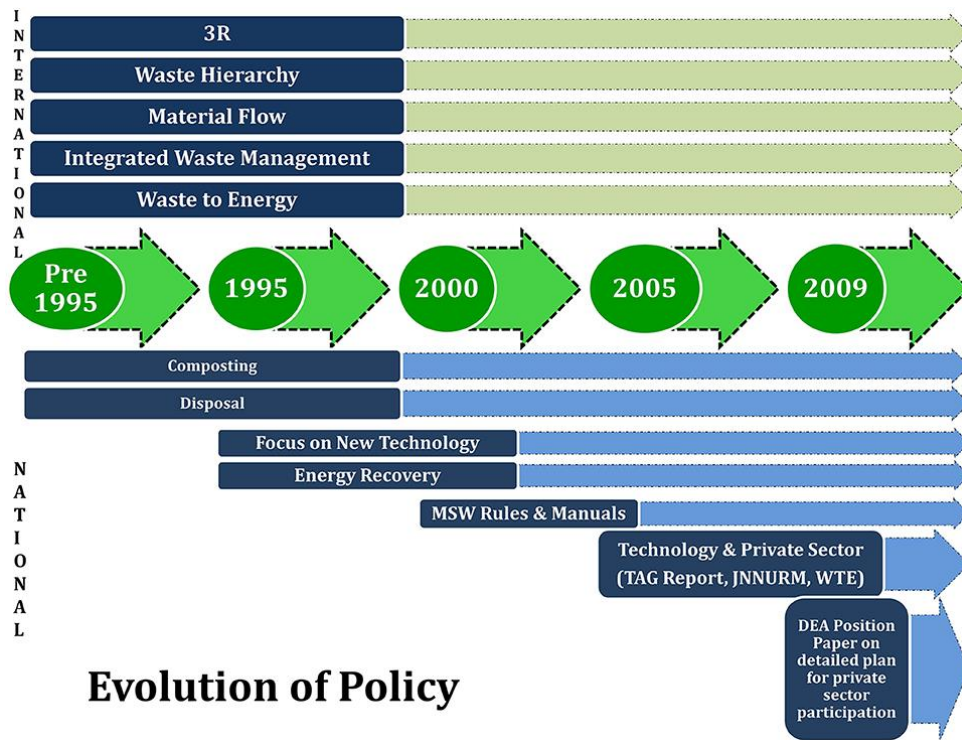 INTERNATIONAL
3R
Waste Hierarchy
Material Flow
Integrated Waste Management
Waste to Energy
Pre
1995
1995
2000
2005
2009
NATIONAL
Composting
Disposal
Focus on New Technology
Energy Recovery
MSW Rules & Manuals
Technology & Private Sector
(TAG Report, JNNURM, WTE)
DEA Position
Paper on
detailed plan
for private
sector
participation
Evolution of Policy